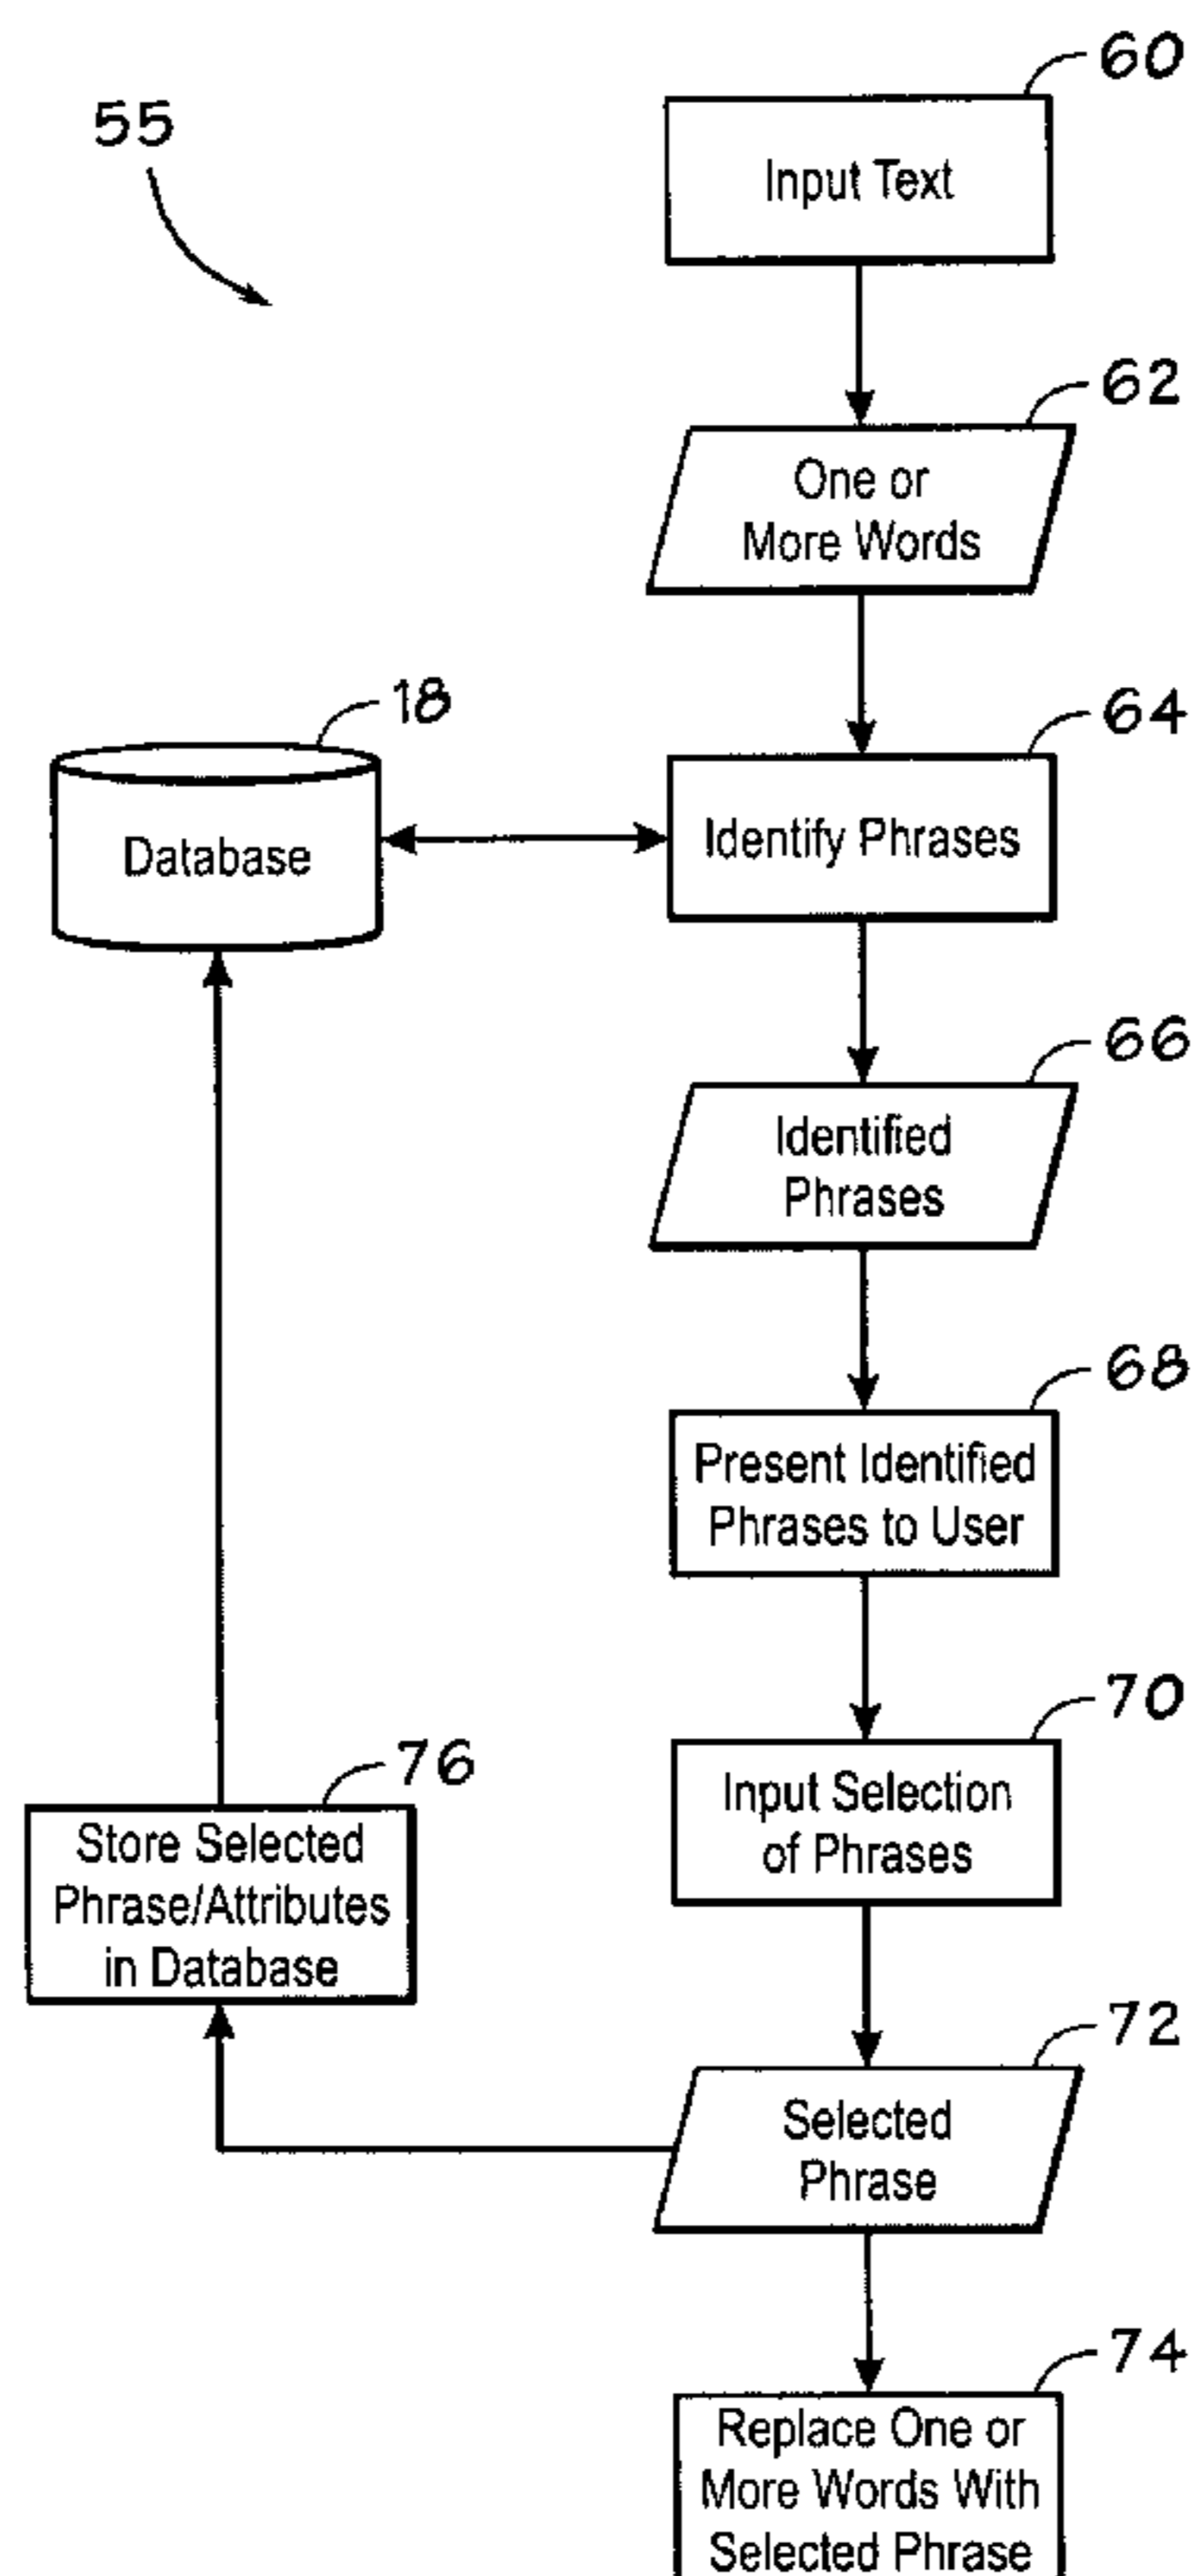 60
55
Input Text
62
One or
More Words
18
64
Database
Identify Phrases
66
Identified
Phrases
68
Present Identified
Phrases to User
70
Input Selection
of Phrases
76
Store Selected
Phrase/Attributes
in Database
72
Selected
Phrase
74
Replace One or
More Words With
Selected Phrase